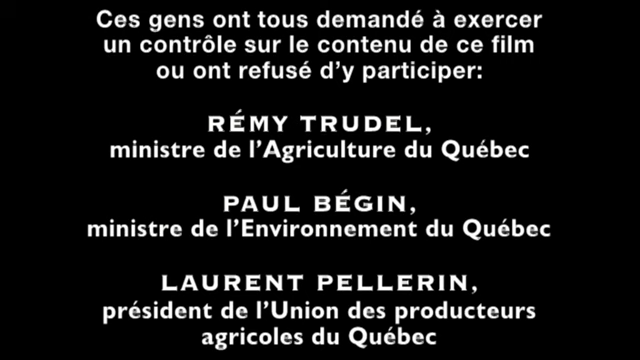 Ces gens ont tous demandé à exercer
un contrôle sur le contenu de ce film
ou ont refusé d'y participer:
RÉMY TRUDEL,
ministre de l'Agriculture du Québec
PAUL BÉGIN,
ministre de l'Environnement du Québec
LAURENT PELLERIN,
président de l'Union des producteurs
agricoles du Québec